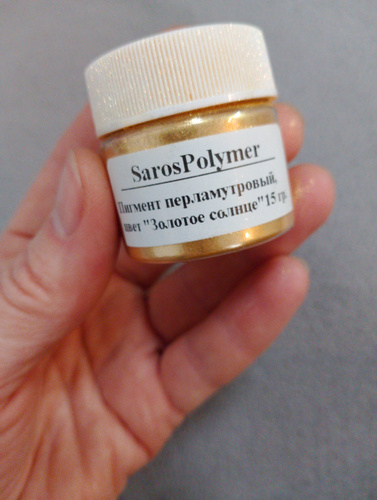 SarosPolymer
Пигмент перламутровый,
цвет "Золотое солнце"15 гр.